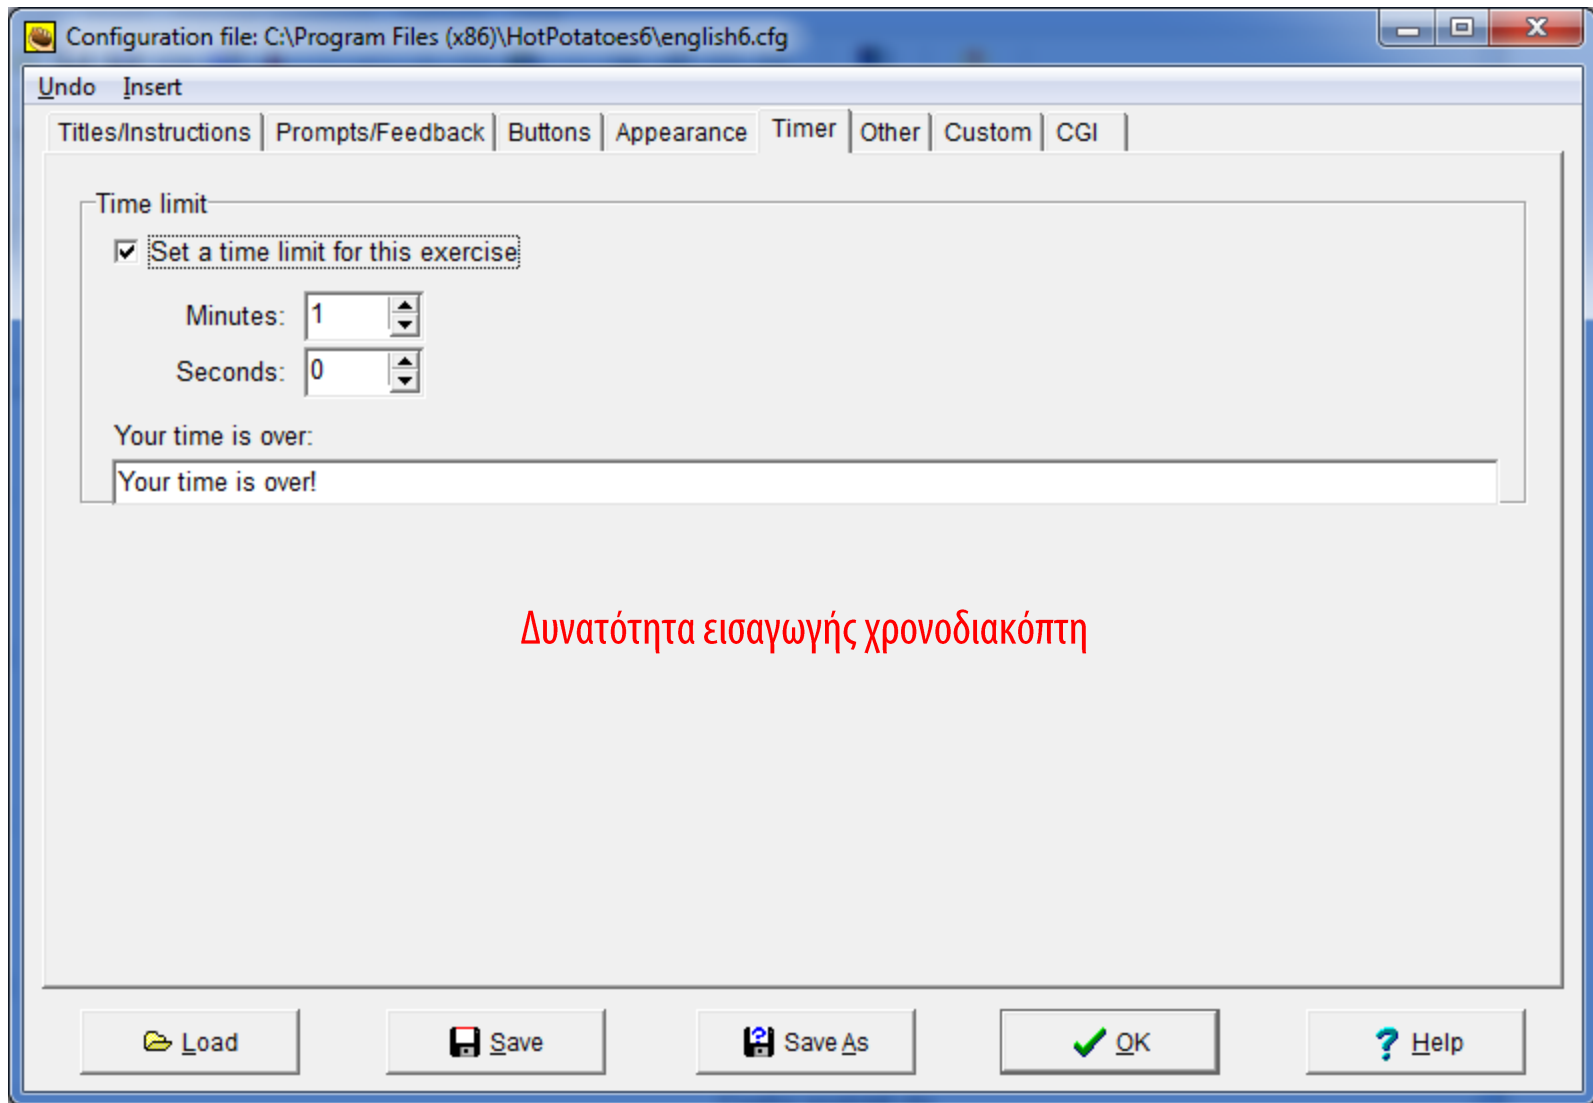 Configuration file: C:\Program Files (x86)\HotPotatoes6\english6.cfg
Undo Insert
Titles/Instructions Prompts/Feedback Buttons Appearance Timer Other Custom CGI
Time limit
Set a time limit for this exercise
Minutes: 1
Seconds: 0
Your time is over:
Your time is over!
Δυνατότητα εισαγωγής χρονοδιακόπτη
Load Save Save As OK Help